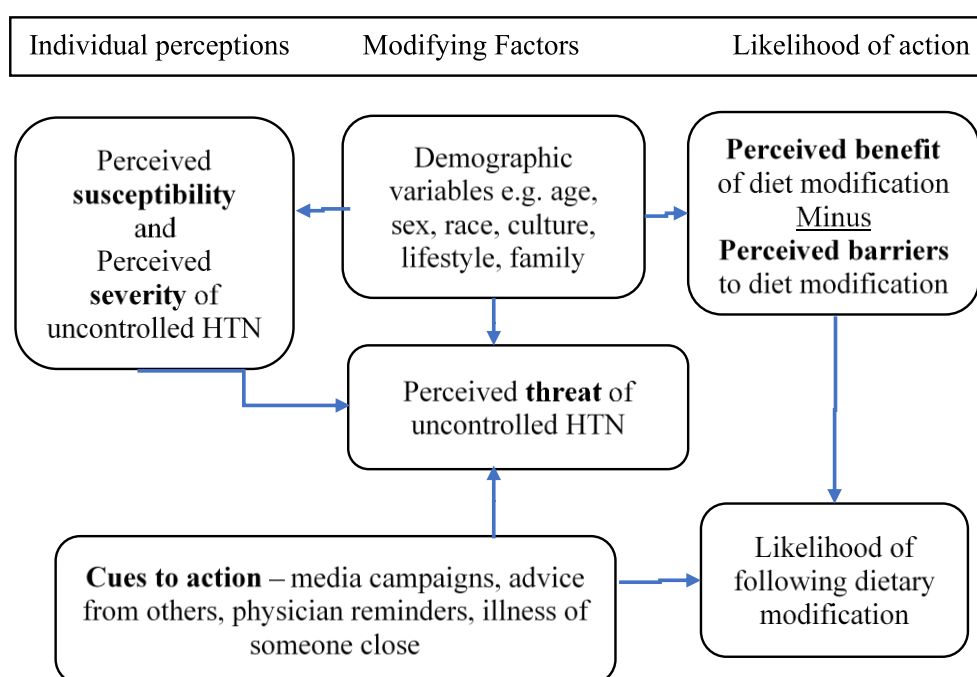 Individual perceptions Modifying Factors Likelihood of action
Perceived
susceptibility
and
Perceived
severity of
uncontrolled HTN
Demographic
variables e.g. age,
sex, race, culture,
lifestyle, family
Perceived benefit
of diet modification
Minus
Perceived barriers
to diet modification
Perceived threat of
uncontrolled HTN
Cues to action – media campaigns, advice
from others, physician reminders, illness of
someone close
Likelihood of
following dietary
modification